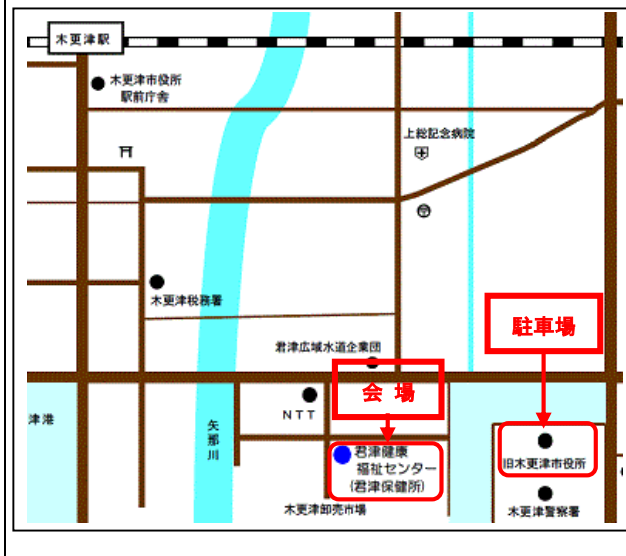 木更津駅
木更津市役所
駅前庁舎
上総記念病院
木更津税務署
駐車場
君津広域水道企業団
会 場
NTT
津港
矢那川
君津健康
福祉センター
(君津保健所)
旧木更津市役所
木更津卸売市場
木更津警察署